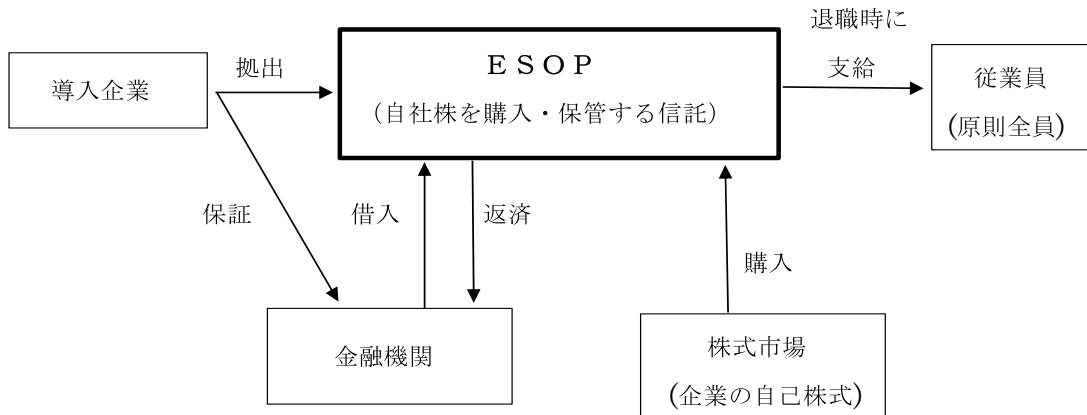 退職時に
支給
導入企業
拠出
ＥＳＯＰ
（自社株を購入・保管する信託）
従業員
(原則全員)
保証
借入
返済
購入
金融機関
株式市場
(企業の自己株式)